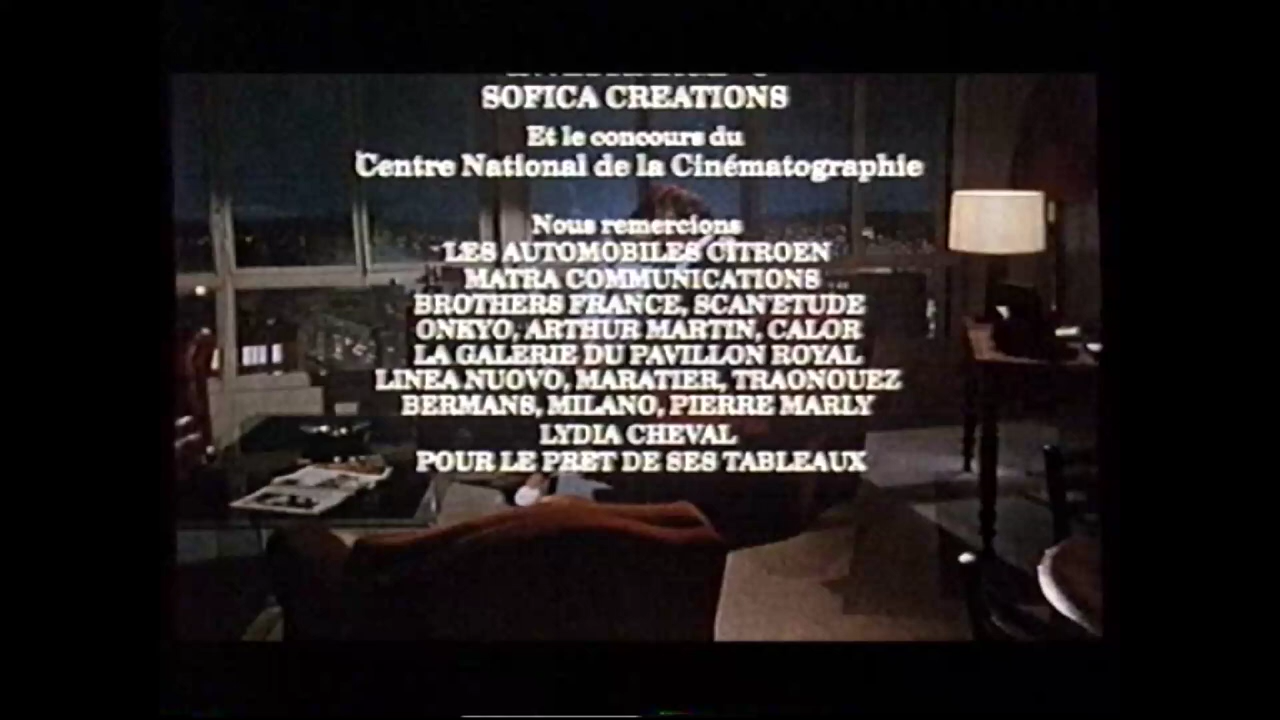 SOFICA CREATIONS
Et le concours du
Centre National de la Cinématographie
Nous remercions
LES AUTOMOBILES CITROEN
MATRA COMMUNICATIONS
BROTHERS FRANCE, SCAN'ETUDE
ONKYO, ARTHUR MARTIN, CALOR
LA GALERIE DU PAVILLON ROYAL
LINEA NUOVO, MARATIER, TRAONOUEZ
BERMANS, MILANO, PIERRE MARLY
LYDIA CHEVAL
POUR LE PRET DE SES TABLEAUX